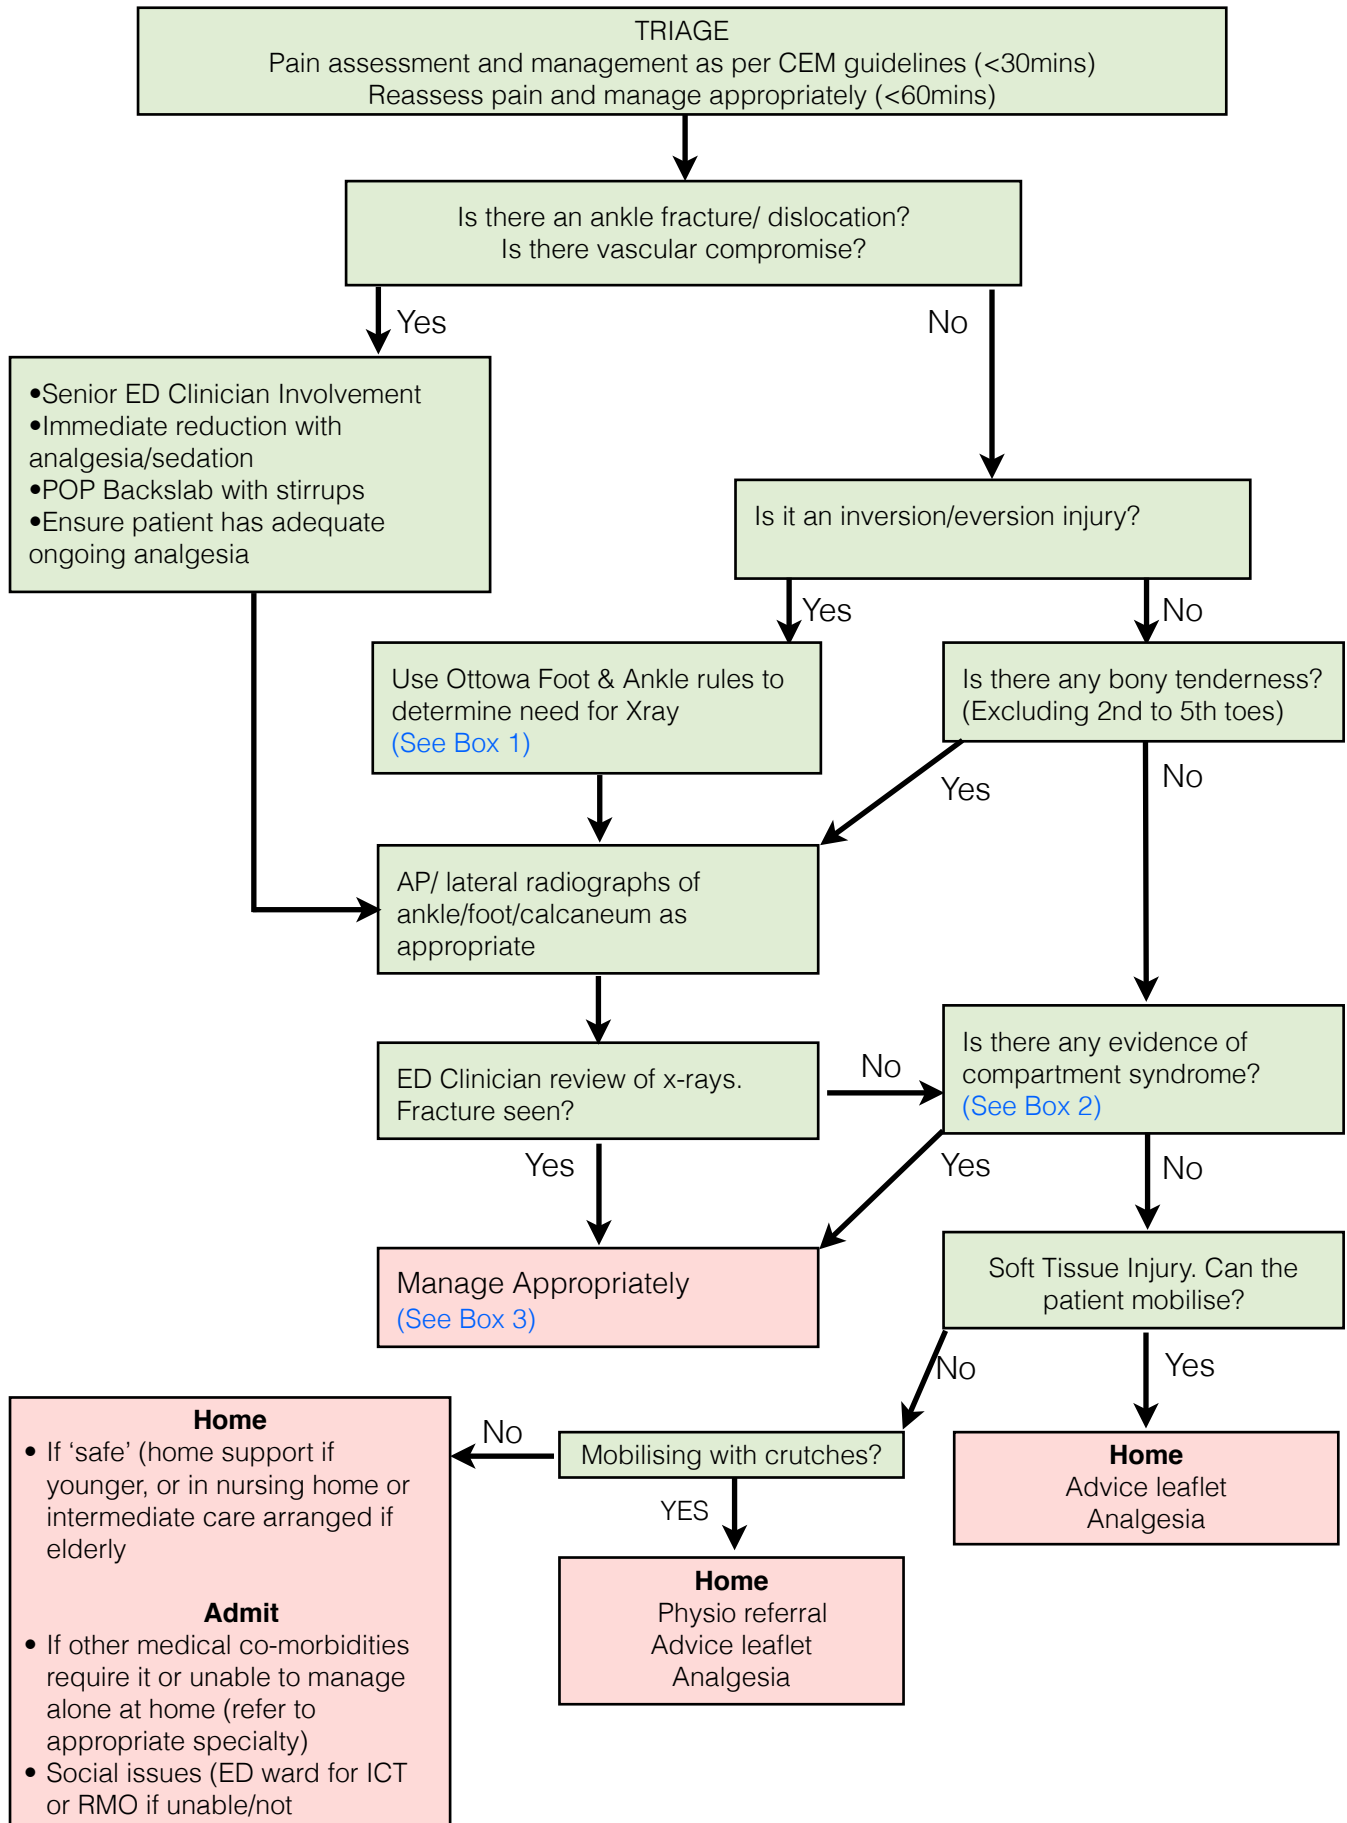 TRIAGE
Pain assessment and management as per CEM guidelines (<30mins)
Reassess pain and manage appropriately (<60mins)
Is there an ankle fracture/ dislocation?
Is there vascular compromise?
Yes
No
•Senior ED Clinician Involvement
•Immediate reduction with
analgesia/sedation
•POP Backslab with stirrups
•Ensure patient has adequate
ongoing analgesia
Is it an inversion/eversion injury?
Yes
No
Use Ottowa Foot & Ankle rules to
determine need for Xray
(See Box 1)
Is there any bony tenderness?
(Excluding 2nd to 5th toes)
Yes
No
AP/ lateral radiographs of
ankle/foot/calcaneum as
appropriate
ED Clinician review of x-rays.
Fracture seen?
No
Is there any evidence of
compartment syndrome?
(See Box 2)
Yes
Yes
No
Manage Appropriately
(See Box 3)
Soft Tissue Injury. Can the
patient mobilise?
No
Yes
Home
• If ‘safe’ (home support if
younger, or in nursing home or
intermediate care arranged if
elderly
Admit
• If other medical co-morbidities
require it or unable to manage
alone at home (refer to
appropriate specialty)
• Social issues (ED ward for ICT
or RMO if unable/not
No
Mobilising with crutches?
YES
Home
Physio referral
Advice leaflet
Analgesia
Home
Advice leaflet
Analgesia